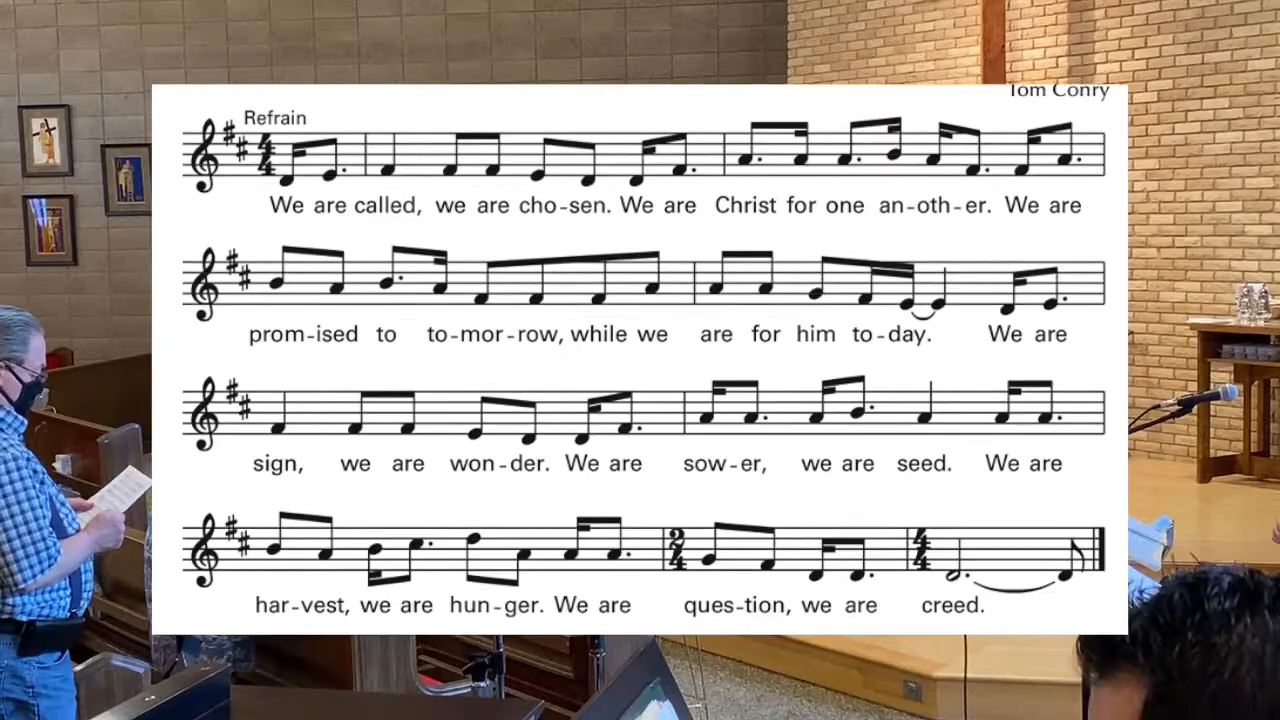 Tom Conry
Refrain
We are called, we are cho-sen. We are Christ for one an-oth-er. We are
prom-ised to to-mor-row, while we are for him to-day. We are
sign, we are won-der. We are sow-er, we are seed. We are
har-vest, we are hun-ger. We are ques-tion, we are creed.